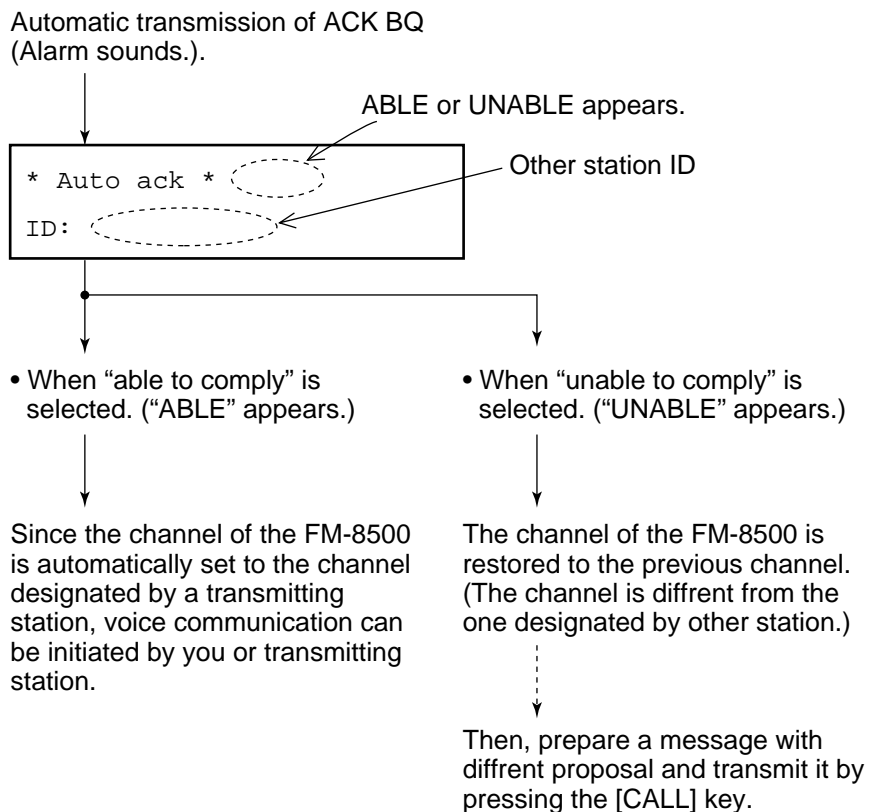 Automatic transmission of ACK BQ
(Alarm sounds.).
ABLE or UNABLE appears.
* Auto ack *
Other station ID
ID:
• When “able to comply” is
selected. (“ABLE” appears.)
• When “unable to comply” is
selected. (“UNABLE” appears.)
Since the channel of the FM-8500
is automatically set to the channel
designated by a transmitting
station, voice communication can
be initiated by you or transmitting
station.
The channel of the FM-8500 is
restored to the previous channel.
(The channel is diffrent from the
one designated by other station.)
Then, prepare a message with
diffrent proposal and transmit it by
pressing the [CALL] key.